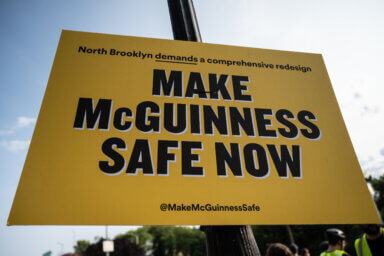 North Brooklyn demands a comprehensive redesign
MAKE
McGUINNESS
SAFE NOW
@MakeMcGuinnessSafe